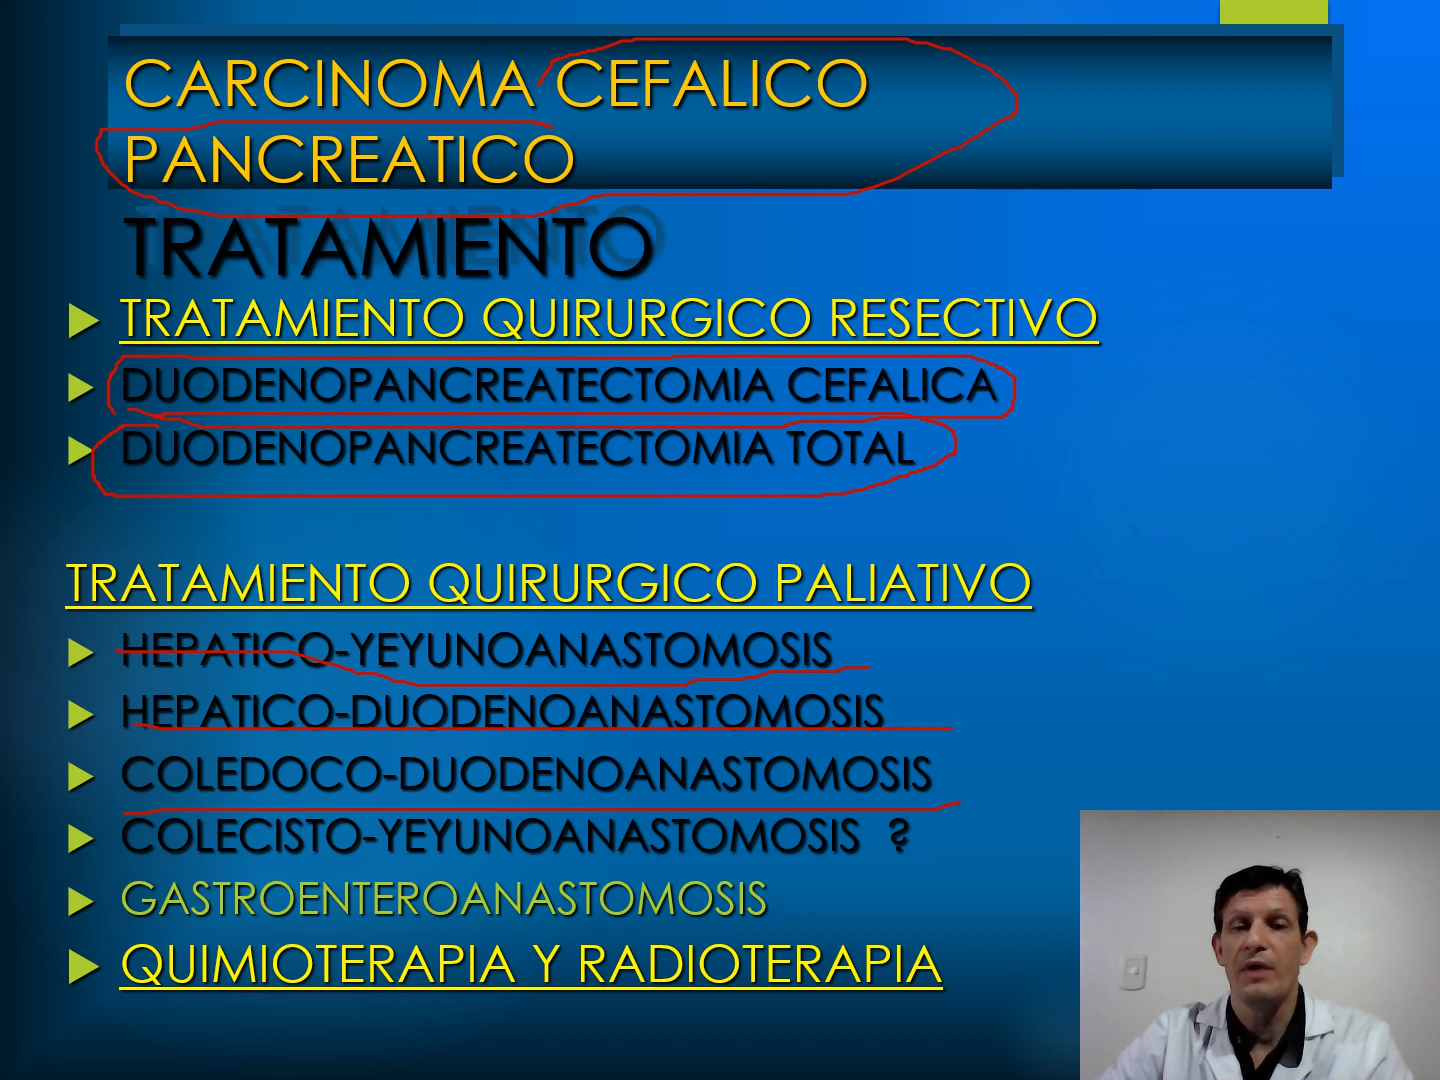 CARCINOMA CEFALICO
PANCREATICO
TRATAMIENTO
TRATAMIENTO QUIRURGICO RESECTIVO
DUODENOPANCREATECTOMIA CEFALICA
DUODENOPANCREATECTOMIA TOTAL
TRATAMIENTO QUIRURGICO PALIATIVO
HEPATICO-YEYUNOANASTOMOSIS
HEPATICO-DUODENOANASTOMOSIS
COLEDOCO-DUODENOANASTOMOSIS
COLECISTO-YEYUNOANASTOMOSIS ?
GASTROENTEROANASTOMOSIS
QUIMIOTERAPIA Y RADIOTERAPIA